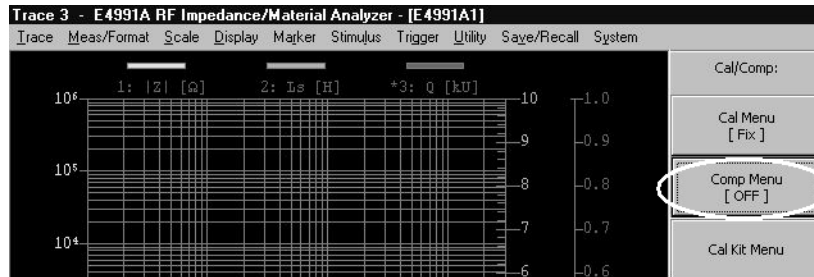 Trace 3 - E4991A RF Impedance/Material Analyzer - [E4991A1]
Trace Meas/Format Scale Display Marker Stimulus Trigger Utility Save/Recall System
Cal/Comp:
1: |Z| [Ω] 2: Ls [H] *3: Q [kU]
10⁶ 10 1.0
Cal Menu
[ Fix ]
9 0.9
10⁵ 8 0.8
Comp Menu
[ OFF ]
7 0.7
10⁴
Cal Kit Menu
6 0.6